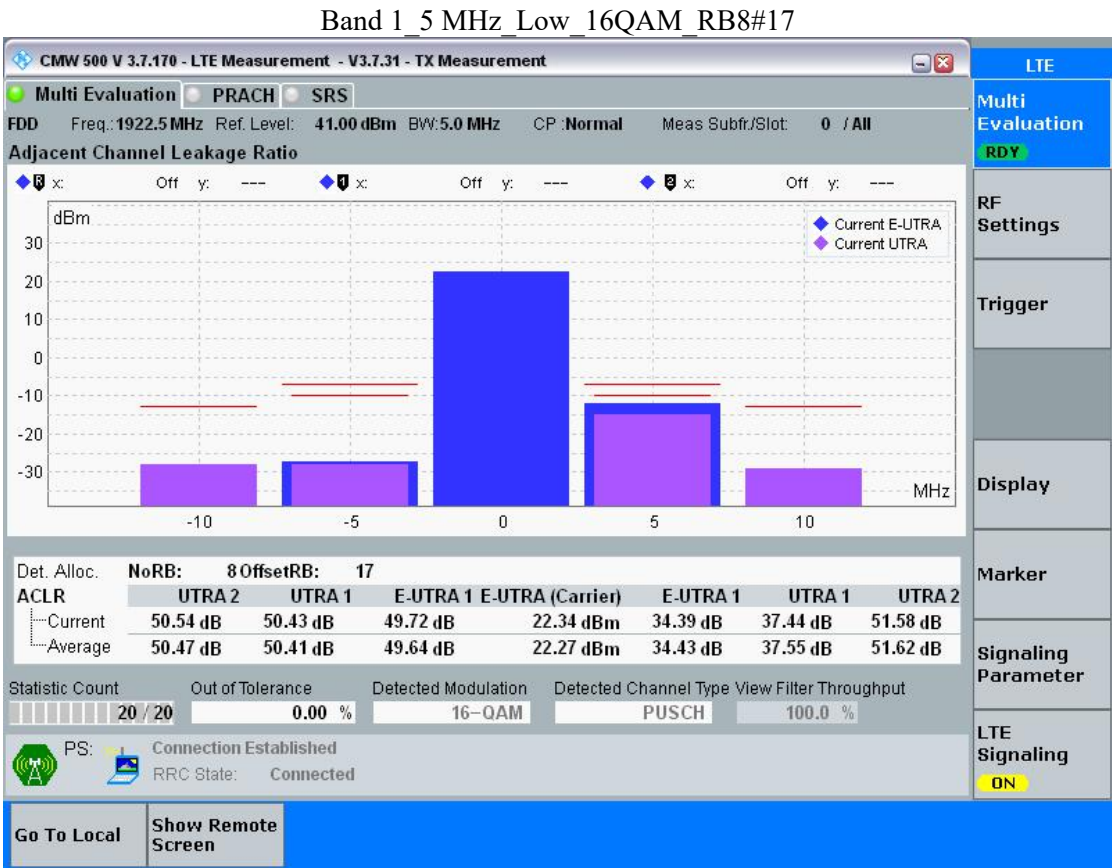 Band 1_5 MHz_Low_16QAM_RB8#17
CMW 500 V 3.7.170 - LTE Measurement - V3.7.31 - TX Measurement
LTE
Multi Evaluation PRACH SRS
FDD Freq.: 1922.5 MHz Ref. Level: 41.00 dBm BW: 5.0 MHz CP : Normal Meas Subfr./Slot: 0 / All
Adjacent Channel Leakage Ratio
R x: Off y: --- 1 x: Off y: --- 2 x: Off y: ---
dBm
Current E-UTRA
Current UTRA
30
20
10
0
-10
-20
-30
MHz
-10 -5 0 5 10
Det. Alloc. NoRB: 8 OffsetRB: 17
ACLR UTRA 2 UTRA 1 E-UTRA 1 E-UTRA (Carrier) E-UTRA 1 UTRA 1 UTRA 2
Current 50.54 dB 50.43 dB 49.72 dB 22.34 dBm 34.39 dB 37.44 dB 51.58 dB
Average 50.47 dB 50.41 dB 49.64 dB 22.27 dBm 34.43 dB 37.55 dB 51.62 dB
Statistic Count Out of Tolerance Detected Modulation Detected Channel Type View Filter Throughput
20 / 20 0.00 % 16-QAM PUSCH 100.0 %
PS: Connection Established
RRC State: Connected
Multi
Evaluation
RDY
RF
Settings
Trigger
Display
Marker
Signaling
Parameter
LTE
Signaling
ON
Go To Local
Show Remote
Screen